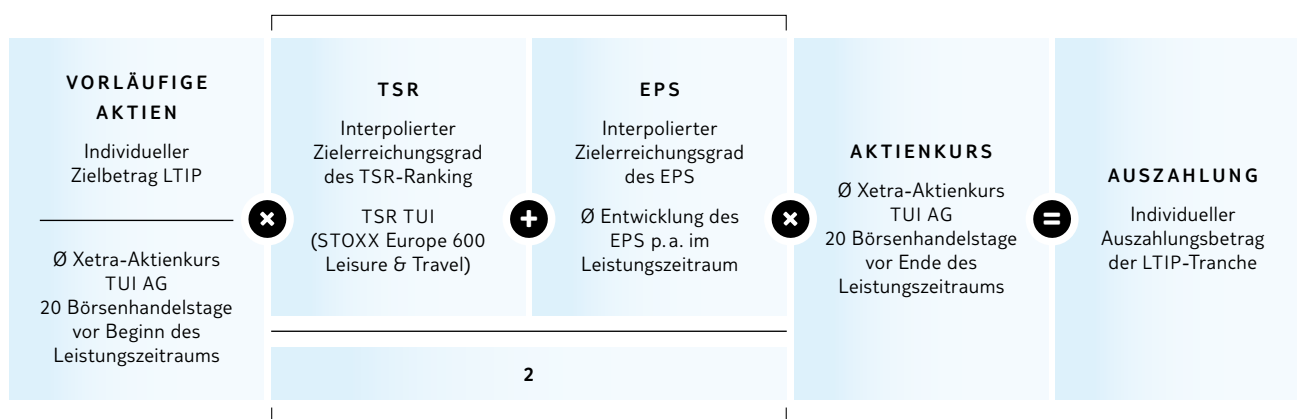 VORLÄUFIGE
AKTIEN
Individueller
Zielbetrag LTIP
Ø Xetra-Aktienkurs
TUI AG
20 Börsenhandelstage
vor Beginn des
Leistungszeitraums
×
TSR
Interpolierter
Zielerreichungsgrad
des TSR-Ranking
TSR TUI
(STOXX Europe 600
Leisure & Travel)
+
EPS
Interpolierter
Zielerreichungsgrad
des EPS
Ø Entwicklung des
EPS p.a. im
Leistungszeitraum
2
×
AKTIENKURS
Ø Xetra-Aktienkurs
TUI AG
20 Börsenhandelstage
vor Ende des
Leistungszeitraums
=
AUSZAHLUNG
Individueller
Auszahlungsbetrag
der LTIP-Tranche